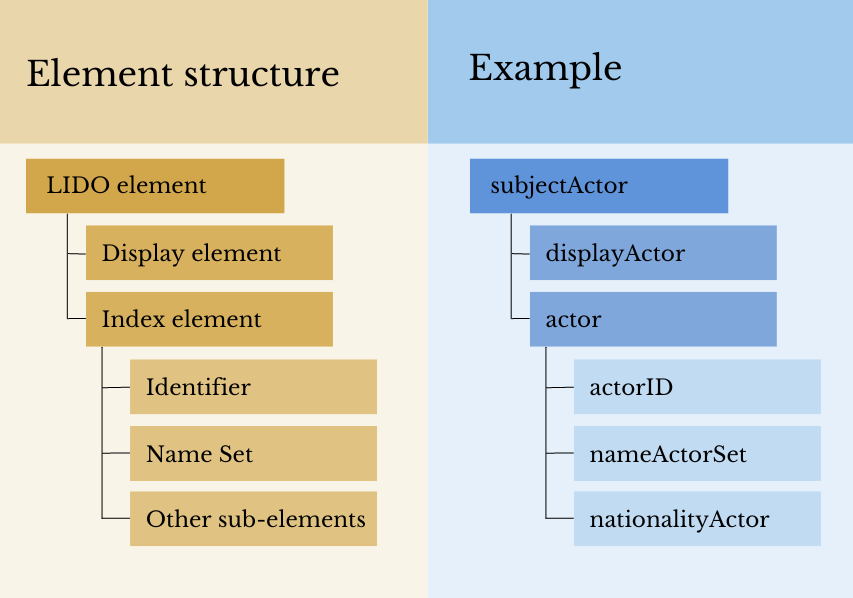 Element structure
LIDO element
Display element
Index element
Identifier
Name Set
Other sub-elements
Example
subjectActor
displayActor
actor
actorID
nameActorSet
nationalityActor